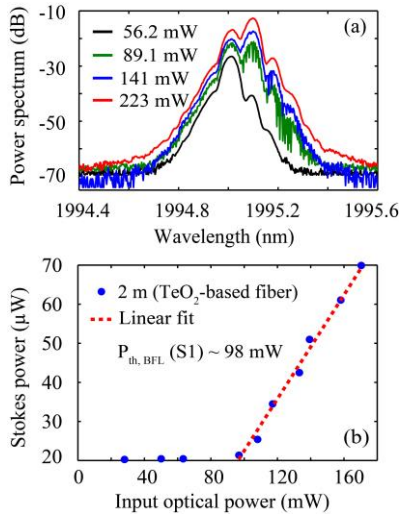 (a)
Power spectrum (dB)
-10
-30
-50
-70
56.2 mW
89.1 mW
141 mW
223 mW
1994.4
1994.8
1995.2
1995.6
Wavelength (nm)
(b)
Stokes power (μW)
70
60
50
40
30
20
2 m (TeO₂-based fiber)
Linear fit
P_th, BFL (S1) ~ 98 mW
0
40
80
120
160
Input optical power (mW)